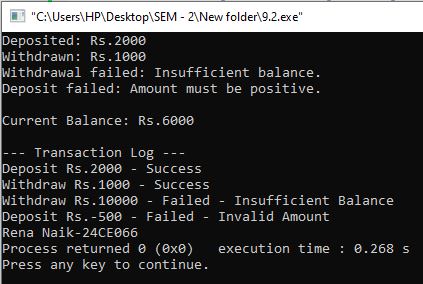 "C:\Users\HP\Desktop\SEM - 2\New folder\9.2.exe"
Deposited: Rs.2000
Withdrawn: Rs.1000
Withdrawal failed: Insufficient balance.
Deposit failed: Amount must be positive.
Current Balance: Rs.6000
--- Transaction Log ---
Deposit Rs.2000 - Success
Withdraw Rs.1000 - Success
Withdraw Rs.10000 - Failed - Insufficient Balance
Deposit Rs.-500 - Failed - Invalid Amount
Rena Naik-24CE066
Process returned 0 (0x0)   execution time : 0.268 s
Press any key to continue.